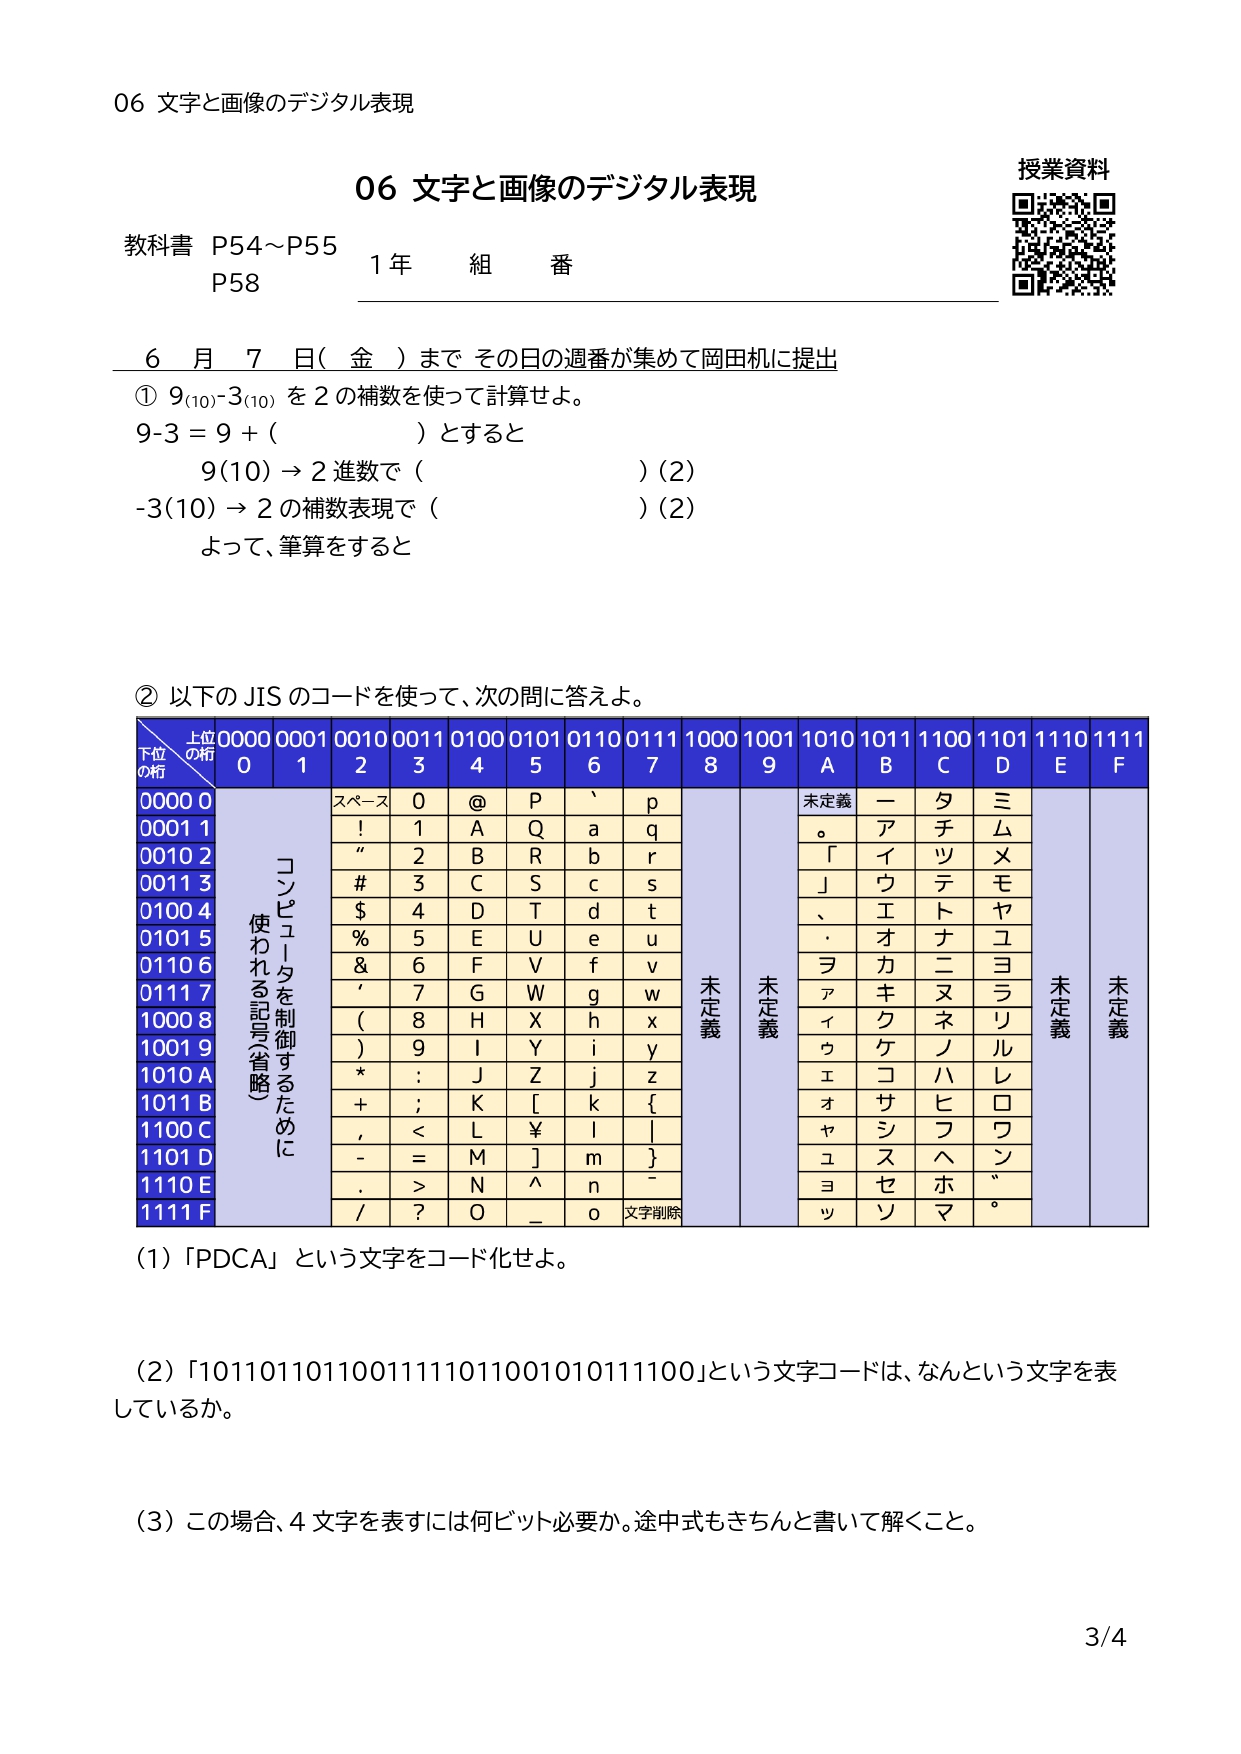 06 文字と画像のデジタル表現
授業資料
06 文字と画像のデジタル表現
教科書 P54～P55
P58
1年 組 番
6 月 7 日( 金 ) まで その日の週番が集めて岡田机に提出
① 9(10)-3(10) を2の補数を使って計算せよ。
9-3 = 9 + ( ) とすると
9(10) → 2進数で ( ) (2)
-3(10) → 2の補数表現で ( ) (2)
よって、筆算をすると
② 以下のJISのコードを使って、次の問に答えよ。
上位の桁 下位の桁 0000 0001 0010 0011 0100 0101 0110 0111 1000 1001 1010 1011 1100 1101 1110 1111
0 1 2 3 4 5 6 7 8 9 A B C D E F
コンピュータを制御するために使われる記号(省略)
未定義 未定義 未定義 未定義
0000 0 スペース 0 @ P ` p 未定義 ー タ ミ
0001 1 ! 1 A Q a q 。 ア チ ム
0010 2 “ 2 B R b r 「 イ ツ メ
0011 3 # 3 C S c s 」 ウ テ モ
0100 4 $ 4 D T d t 、 エ ト ヤ
0101 5 % 5 E U e u ・ オ ナ ユ
0110 6 & 6 F V f v ヲ カ ニ ヨ
0111 7 ′ 7 G W g w ァ キ ヌ ラ
1000 8 ( 8 H X h x ィ ク ネ リ
1001 9 ) 9 I Y i y ゥ ケ ノ ル
1010 A * : J Z j z ェ コ ハ レ
1011 B + ; K [ k { ォ サ ヒ ロ
1100 C , < L ¥ l | ャ シ フ ワ
1101 D - = M ] m } ュ ス ヘ ン
1110 E . > N ^ n ‾ ョ セ ホ ゛
1111 F / ? O _ o 文字削除 ッ ソ マ ゜
(1)「PDCA」という文字をコード化せよ。
(2)「10110110110011111011001010111100」という文字コードは、なんという文字を表
しているか。
(3) この場合、4文字を表すには何ビット必要か。途中式もきちんと書いて解くこと。
3/4